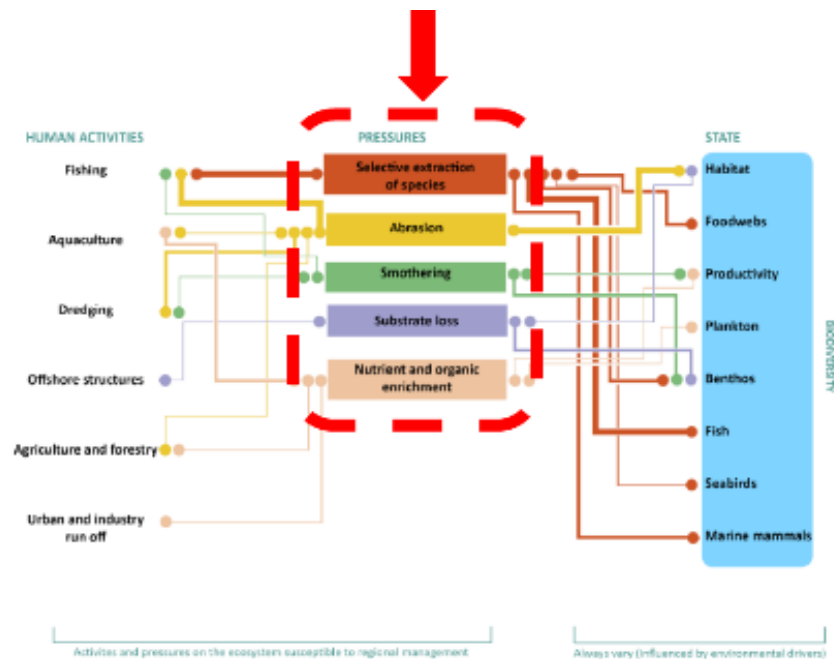 HUMAN ACTIVITIES
PRESSURES
STATE
Fishing
Aquaculture
Dredging
Offshore structures
Agriculture and forestry
Urban and industry
run off
Selective extraction
of species
Abrasion
Smothering
Substrate loss
Nutrient and organic
enrichment
Habitat
Foodwebs
Productivity
Plankton
Benthos
Fish
Seabirds
Marine mammals
BIODIVERSITY
Activites and pressures on the ecosystem susceptible to regional management
Always vary (Influenced by environmental drivers)